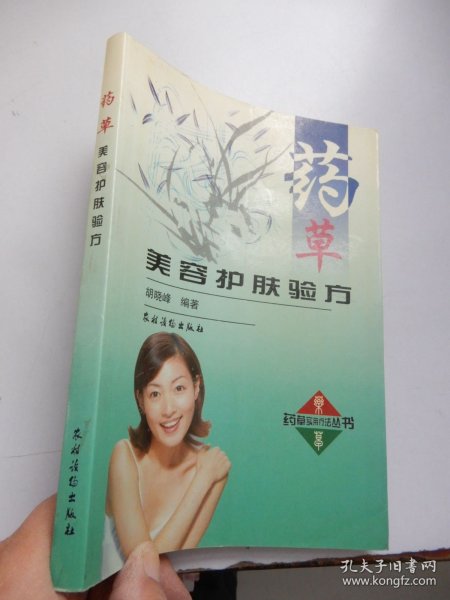 药草
美容护肤验方
农村读物出版社
药
草
美容护肤验方
胡晓峰 编著
农村读物出版社
药
药草实用疗法丛书
草
孔夫子旧书网
www.kongfz.com